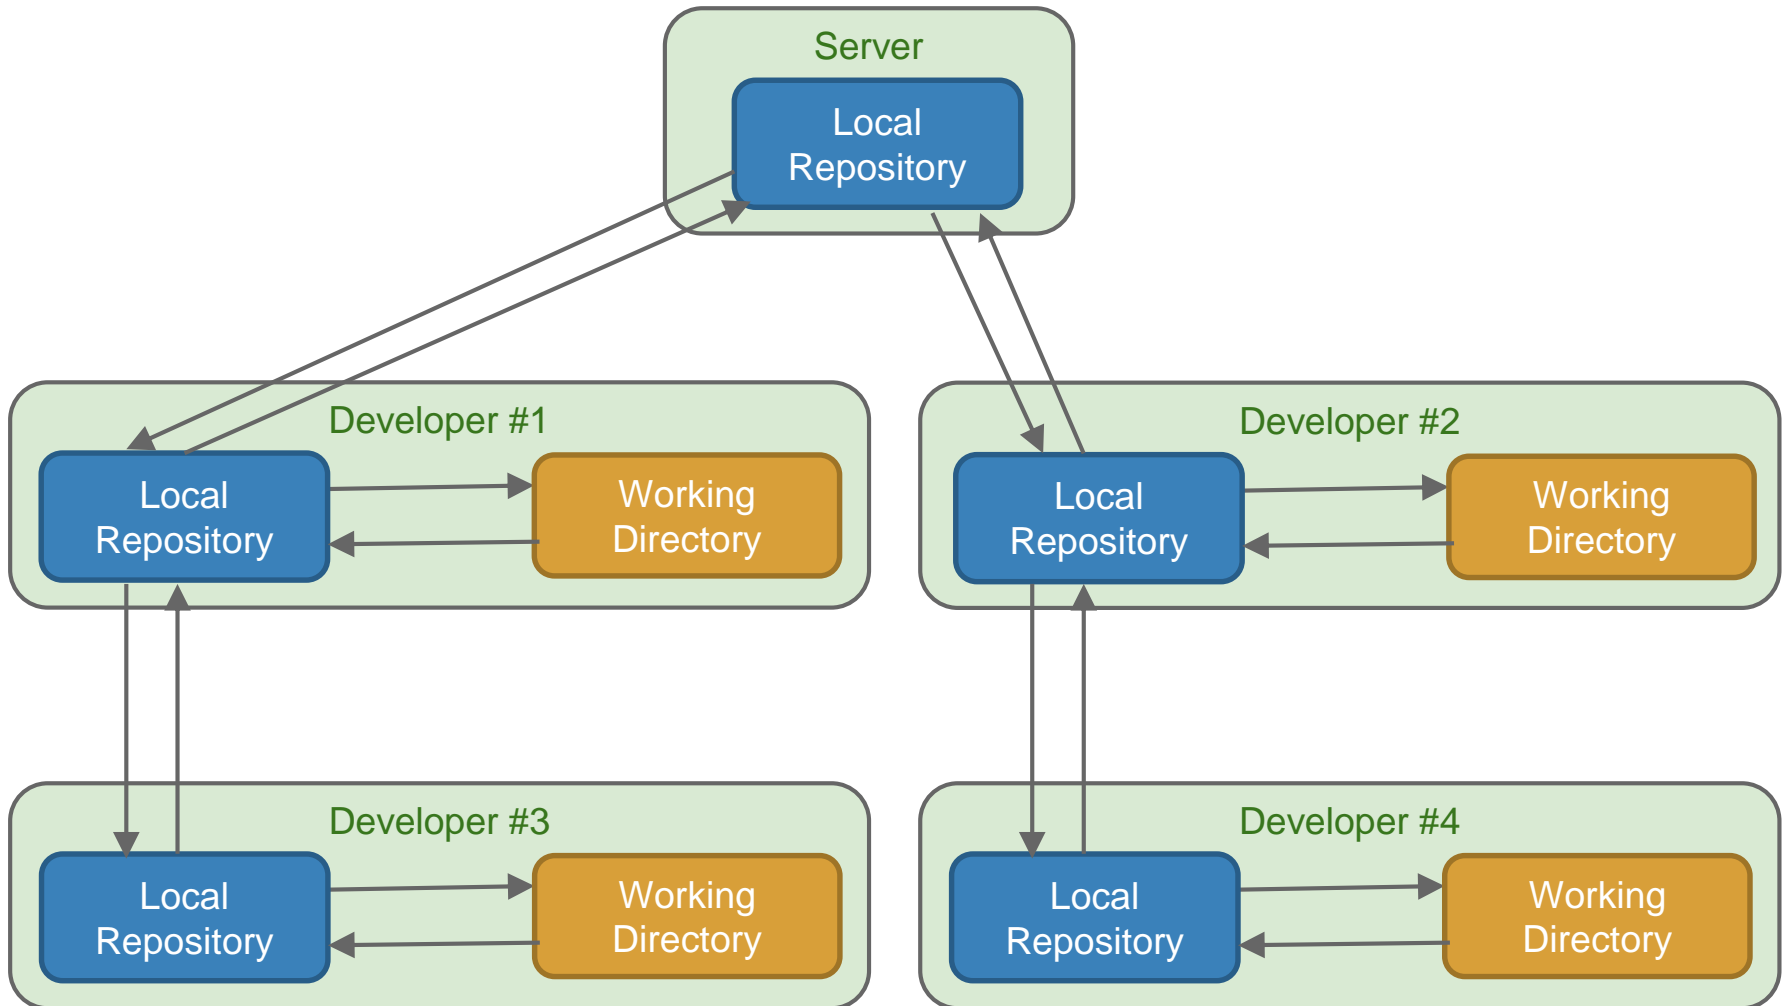 Server
Local
Repository
Developer #1
Local
Repository
Working
Directory
Developer #2
Local
Repository
Working
Directory
Developer #3
Local
Repository
Working
Directory
Developer #4
Local
Repository
Working
Directory